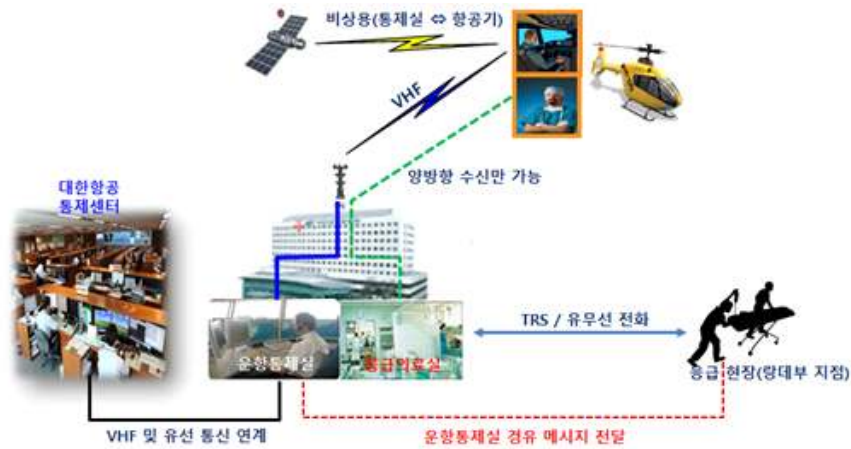 비상용(통제실 ⇔ 항공기)
VHF
양방향 수신만 가능
대한항공
통제센터
운항통제실
응급의료실
TRS / 유무선 전화
응급 현장(랑데부 지점)
VHF 및 유선 통신 연계
운항통제실 경유 메시지 전달